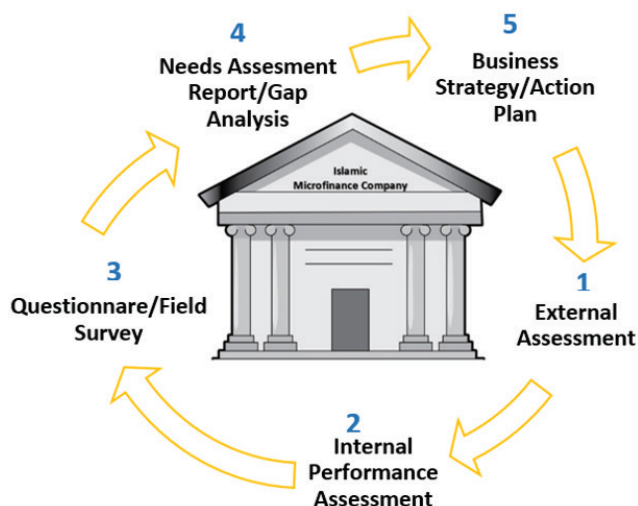 4
Needs Assesment
Report/Gap
Analysis
5
Business
Strategy/Action
Plan
Islamic
Microfinance Company
3
Questionnare/Field
Survey
1
External
Assessment
2
Internal
Performance
Assessment